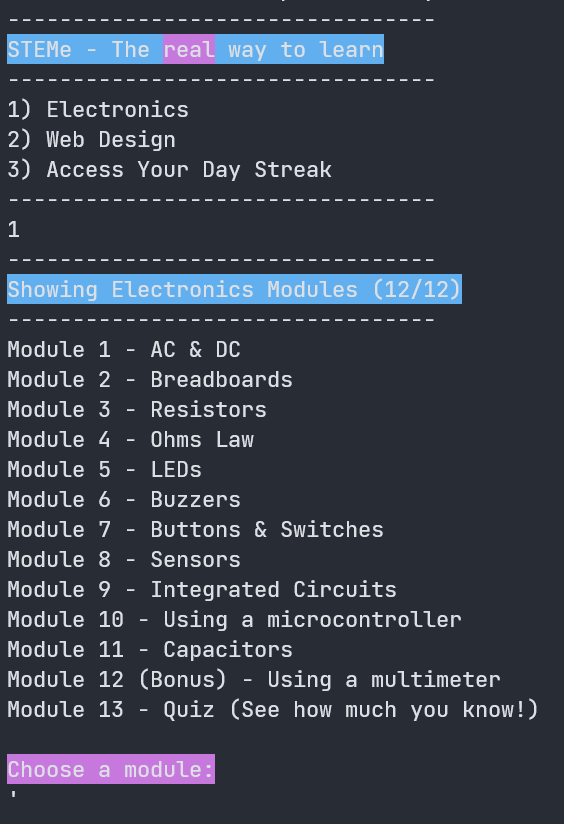 ---------------------------------
STEMe - The real way to learn
---------------------------------
1) Electronics
2) Web Design
3) Access Your Day Streak
---------------------------------
1
---------------------------------
Showing Electronics Modules (12/12)
---------------------------------
Module 1 - AC & DC
Module 2 - Breadboards
Module 3 - Resistors
Module 4 - Ohms Law
Module 5 - LEDs
Module 6 - Buzzers
Module 7 - Buttons & Switches
Module 8 - Sensors
Module 9 - Integrated Circuits
Module 10 - Using a microcontroller
Module 11 - Capacitors
Module 12 (Bonus) - Using a multimeter
Module 13 - Quiz (See how much you know!)
Choose a module: